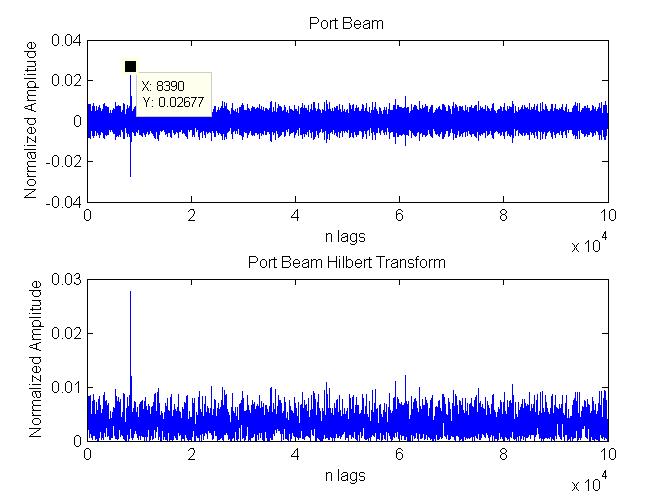 Port Beam
Normalized Amplitude
0.04
0.02
0
-0.02
-0.04
X: 8390
Y: 0.02677
0 2 4 6 8 10
n lags
x 10^4
Port Beam Hilbert Transform
Normalized Amplitude
0.03
0.02
0.01
0
0 2 4 6 8 10
n lags
x 10^4